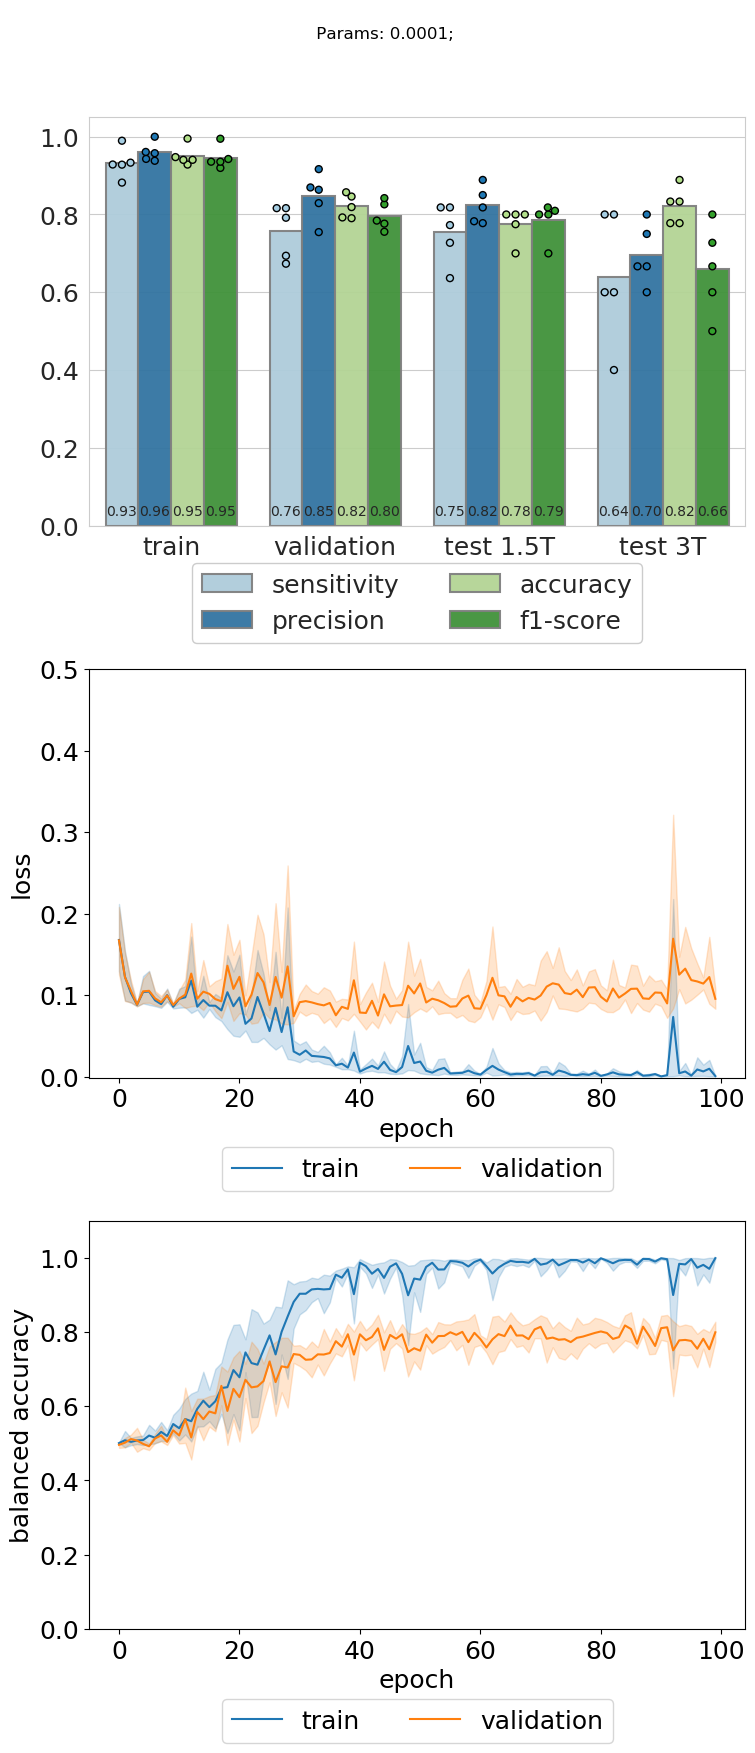 Params: 0.0001;
1.0
0.8
0.6
0.4
0.2
0.0
0.93 0.96 0.95 0.95 0.76 0.85 0.82 0.80 0.75 0.82 0.78 0.79 0.64 0.70 0.82 0.66
train validation test 1.5T test 3T
sensitivity accuracy
precision f1-score
0.5
0.4
0.3
0.2
0.1
0.0
loss
0 20 40 60 80 100
epoch
train validation
1.0
0.8
0.6
0.4
0.2
0.0
balanced accuracy
0 20 40 60 80 100
epoch
train validation